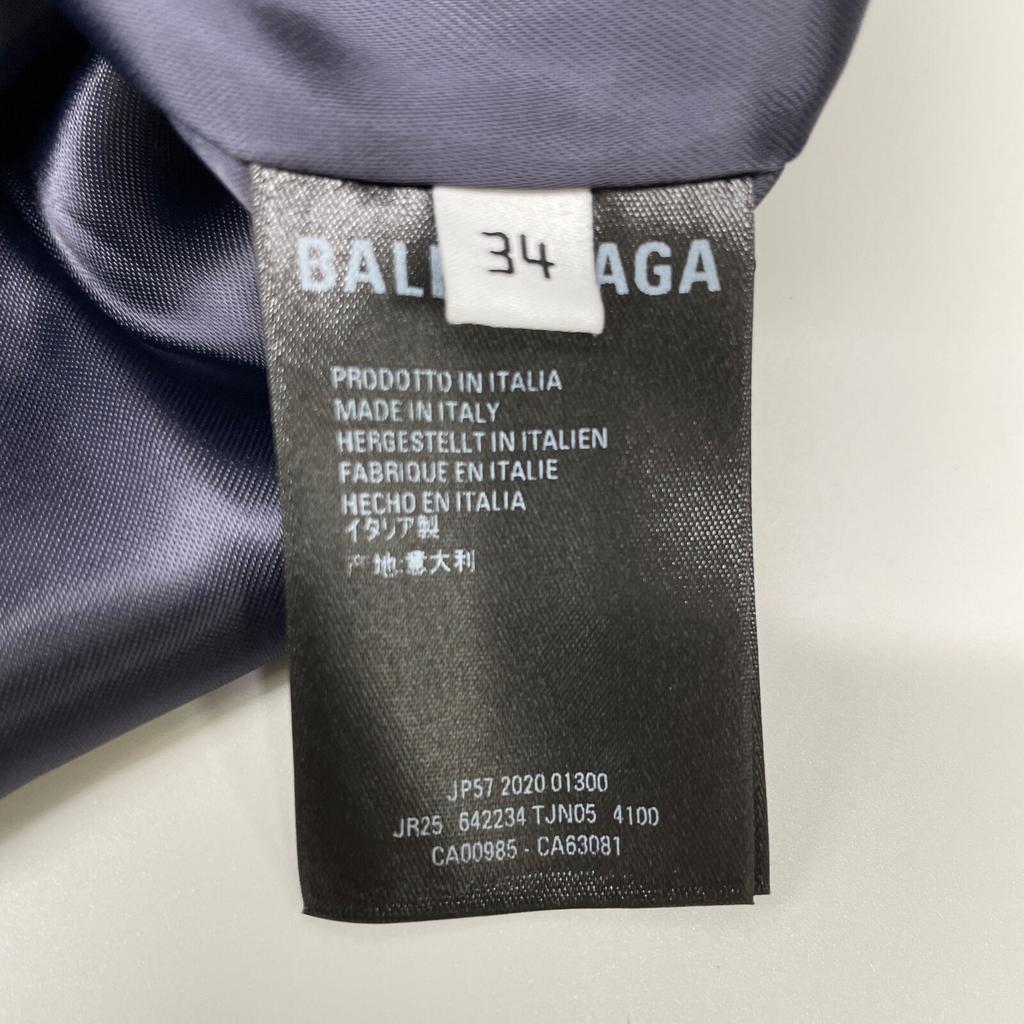 34
BAL AGA
PRODOTTO IN ITALIA
MADE IN ITALY
HERGESTELLT IN ITALIEN
FABRIQUE EN ITALIE
HECHO EN ITALIA
イタリア製
产地:意大利
JP57 2020 01300
JR25 642234 TJN05 4100
CA00985 - CA63081